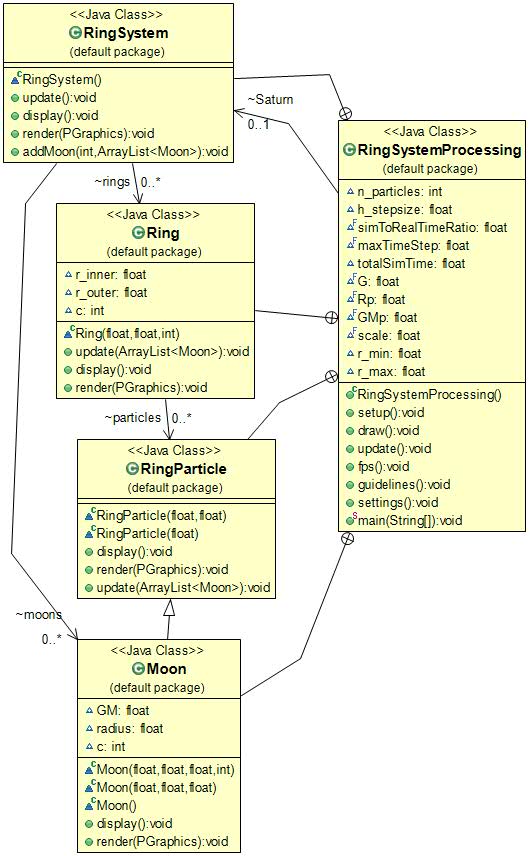 <<Java Class>>
RingSystem
(default package)
RingSystem()
update():void
display():void
render(PGraphics):void
addMoon(int,ArrayList<Moon>):void
~Saturn
0..1
~rings 0..*
<<Java Class>>
RingSystemProcessing
(default package)
n_particles: int
h_stepsize: float
simToRealTimeRatio: float
maxTimeStep: float
totalSimTime: float
G: float
Rp: float
GMp: float
scale: float
r_min: float
r_max: float
RingSystemProcessing()
setup():void
draw():void
update():void
fps():void
guidelines():void
settings():void
main(String[]):void
<<Java Class>>
Ring
(default package)
r_inner: float
r_outer: float
c: int
Ring(float,float,int)
update(ArrayList<Moon>):void
display():void
render(PGraphics):void
~particles 0..*
<<Java Class>>
RingParticle
(default package)
RingParticle(float,float)
RingParticle(float)
display():void
render(PGraphics):void
update(ArrayList<Moon>):void
~moons
0..*
<<Java Class>>
Moon
(default package)
GM: float
radius: float
c: int
Moon(float,float,float,int)
Moon(float,float,float)
Moon()
display():void
render(PGraphics):void